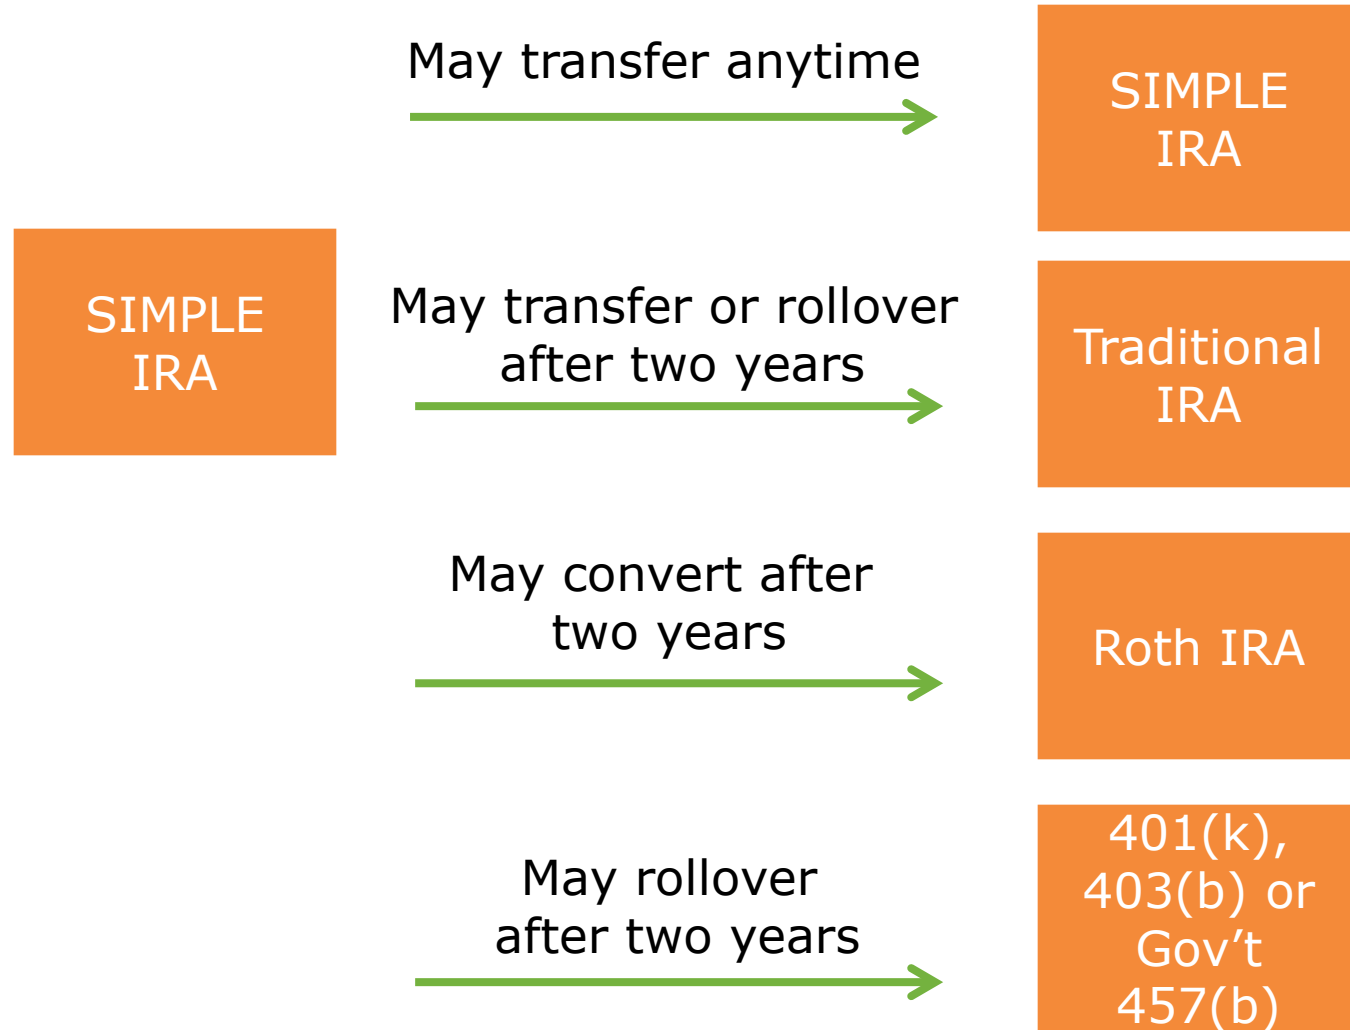 May transfer anytime
SIMPLE
IRA
SIMPLE
IRA
May transfer or rollover
after two years
Traditional
IRA
May convert after
two years
Roth IRA
May rollover
after two years
401(k),
403(b) or
Gov’t
457(b)